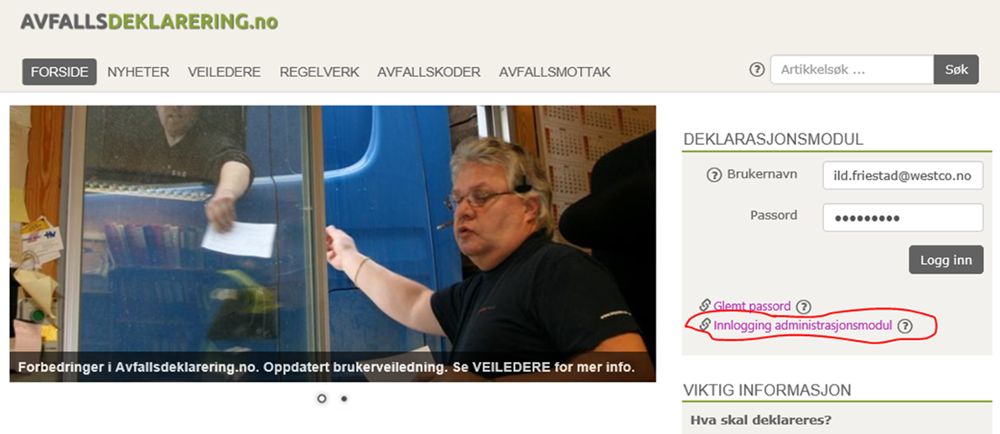 AVFALLSDEKLARERING.no
FORSIDE NYHETER VEILEDERE REGELVERK AVFALLSKODER AVFALLSMOTTAK
Artikkelsøk ... Søk
Forbedringer i Avfallsdeklarering.no. Oppdatert brukerveiledning. Se VEILEDERE for mer info.
DEKLARASJONSMODUL
Brukernavn ild.friestad@westco.no
Passord •••••••••
Logg inn
Glemt passord
Innlogging administrasjonsmodul
VIKTIG INFORMASJON
Hva skal deklareres?